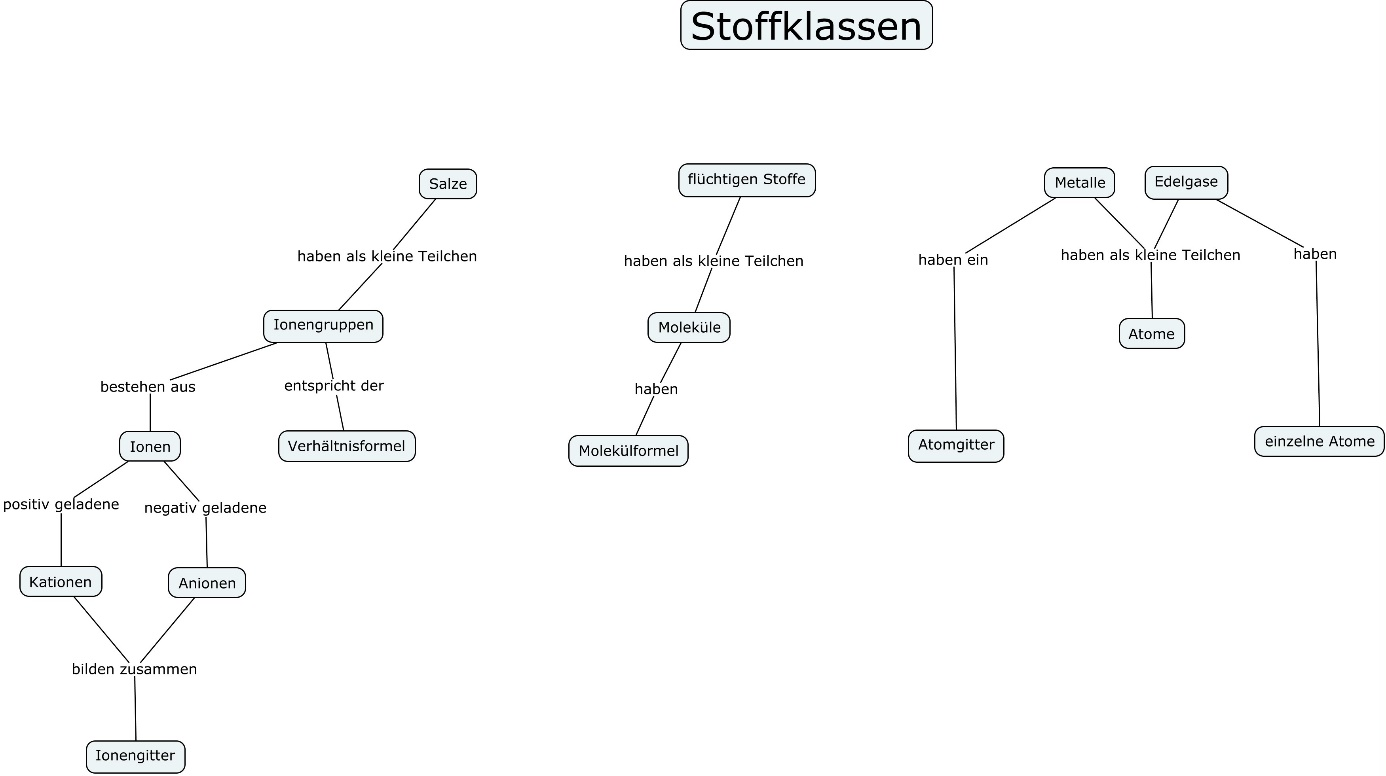 Stoffklassen
Salze
flüchtigen Stoffe
Metalle
Edelgase
haben als kleine Teilchen
haben als kleine Teilchen
haben ein
haben als kleine Teilchen
haben
Ionengruppen
Moleküle
Atome
bestehen aus
entspricht der
haben
Ionen
Verhältnisformel
Molekülformel
Atomgitter
einzelne Atome
positiv geladene
negativ geladene
Kationen
Anionen
bilden zusammen
Ionengitter